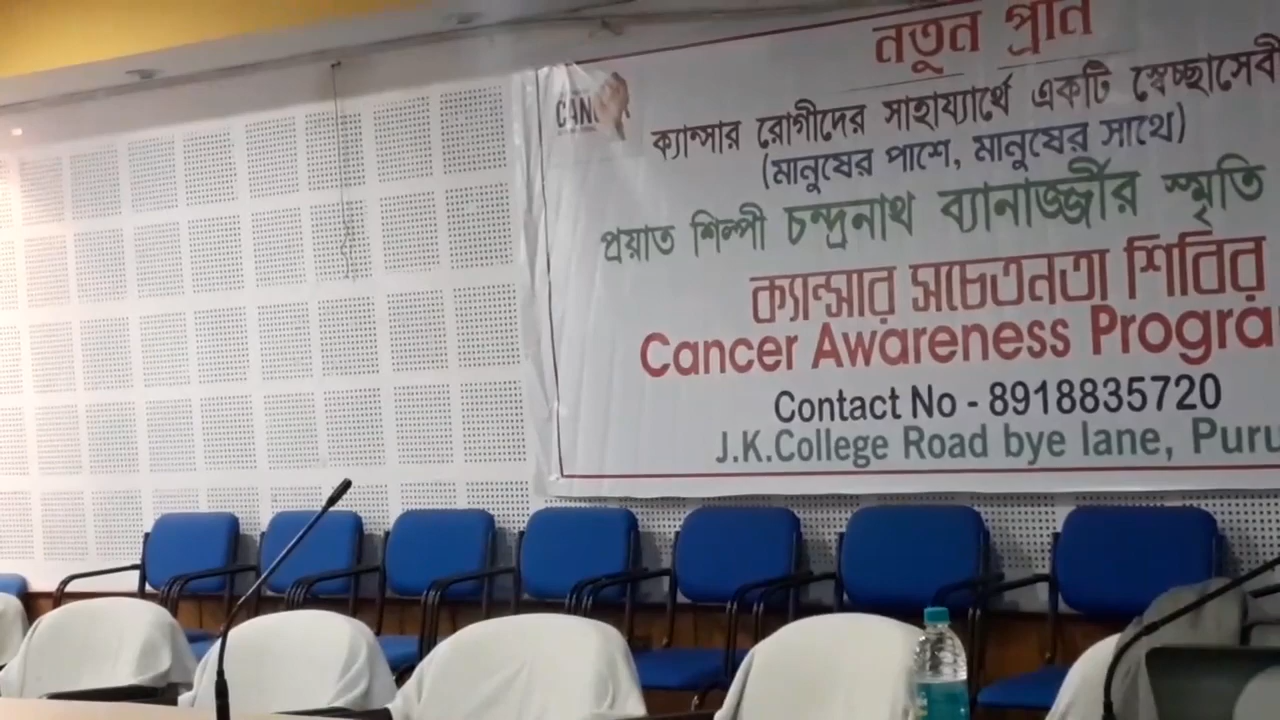 নতুন প্রান
ক্যান্সার রোগীদের সাহায্যার্থে একটি স্বেচ্ছাসেবী
(মানুষের পাশে, মানুষের সাথে)
প্রয়াত শিল্পী চন্দ্রনাথ ব্যানার্জ্জীর স্মৃতি
ক্যান্সার সচেতনতা শিবির
Cancer Awareness Progra
Contact No - 8918835720
J.K.College Road bye lane, Puru